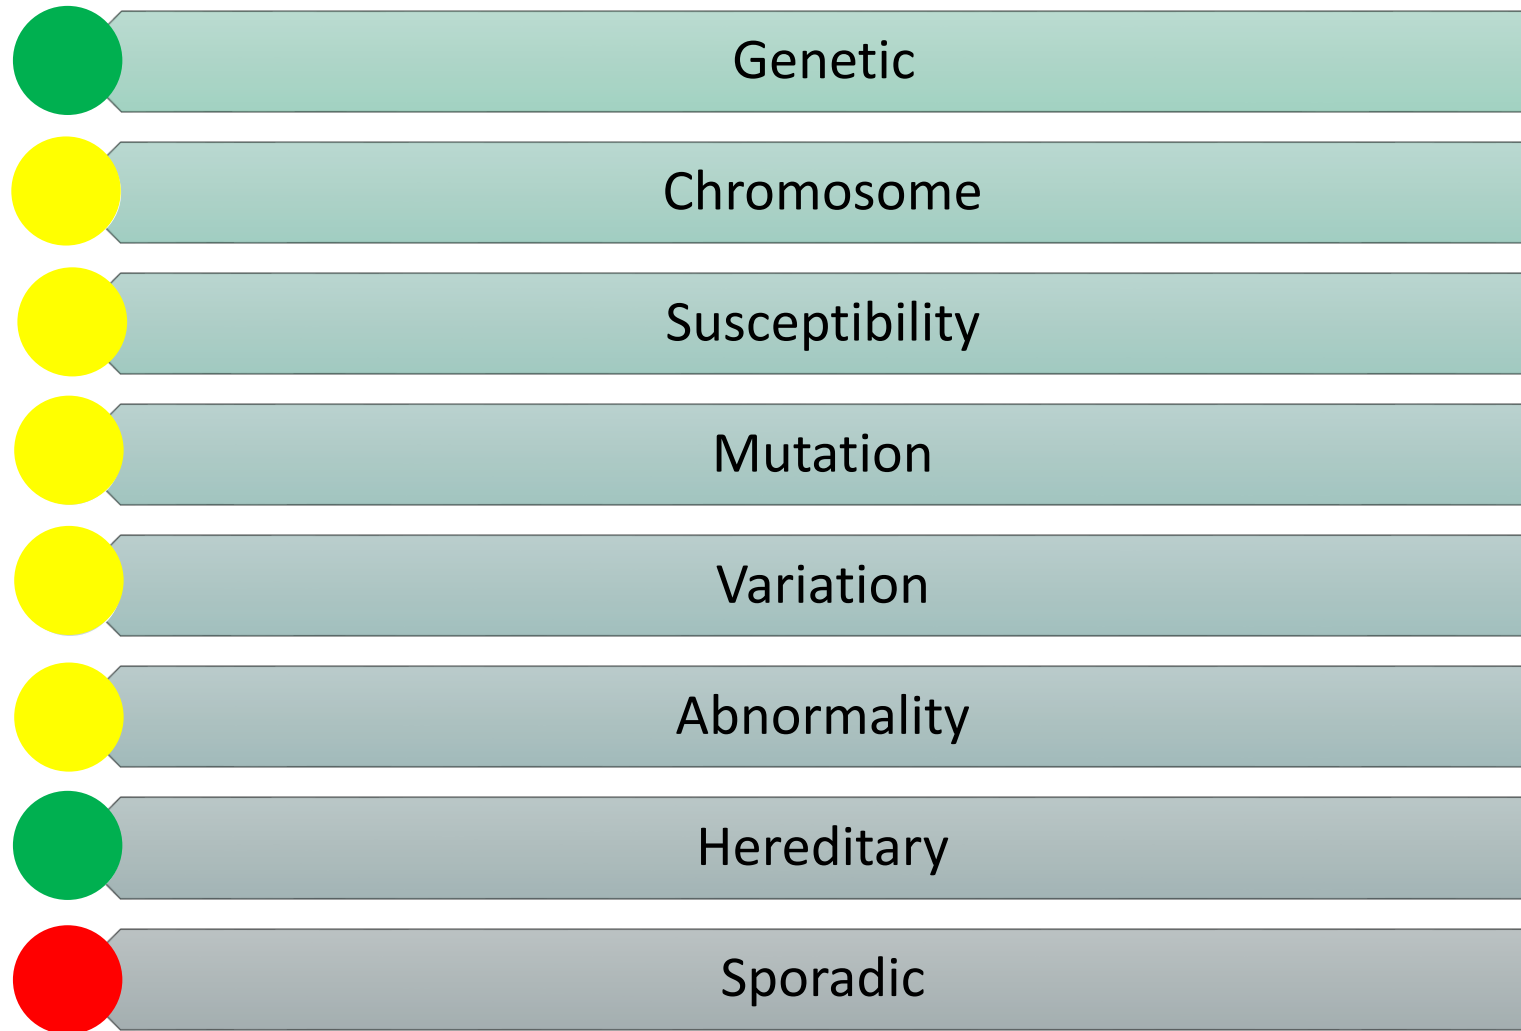 Genetic
Chromosome
Susceptibility
Mutation
Variation
Abnormality
Hereditary
Sporadic